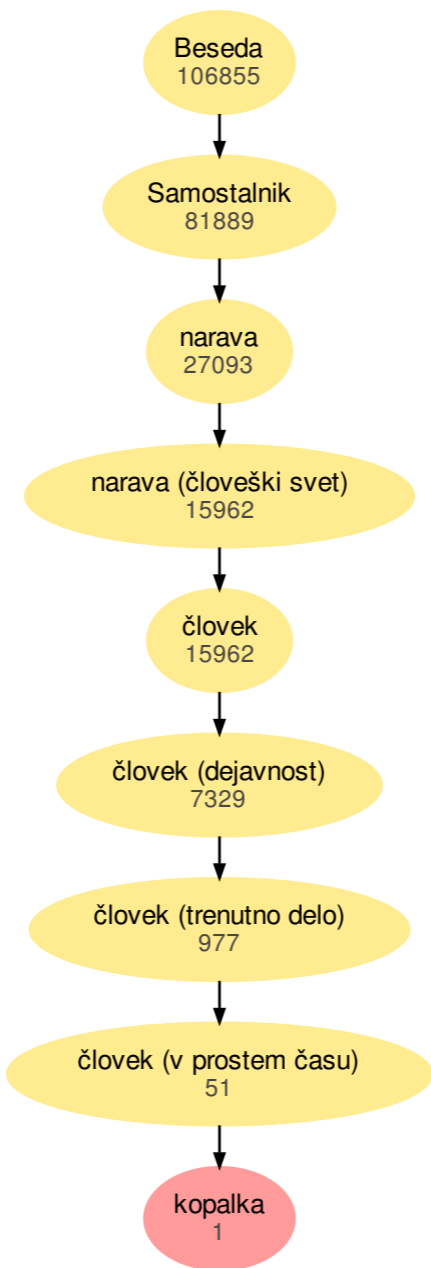 Beseda
106855
Samostalnik
81889
narava
27093
narava (človeški svet)
15962
človek
15962
človek (dejavnost)
7329
človek (trenutno delo)
977
človek (v prostem času)
51
kopalka
1